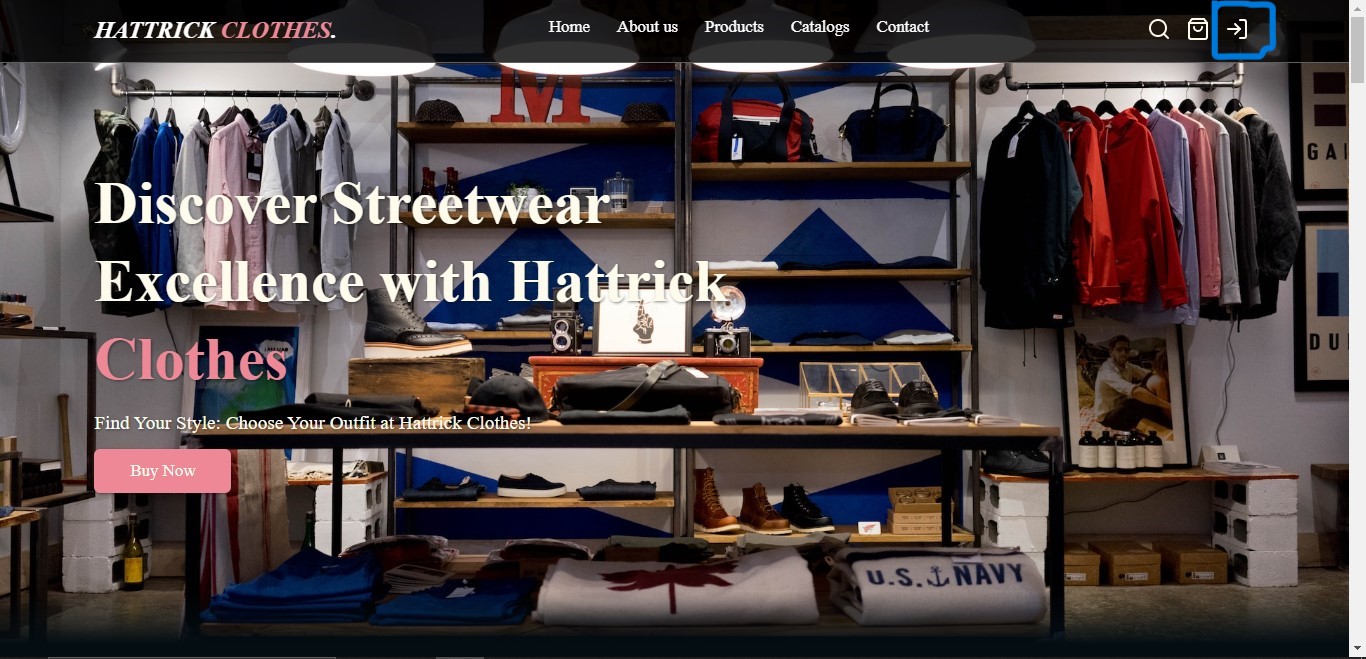 HATTRICK CLOTHES.
Home About us Products Catalogs Contact
M
GA
Discover Streetwear
Excellence with Hattrick
Clothes
DU
Find Your Style: Choose Your Outfit at Hattrick Clothes!
Buy Now
U.S. NAVY